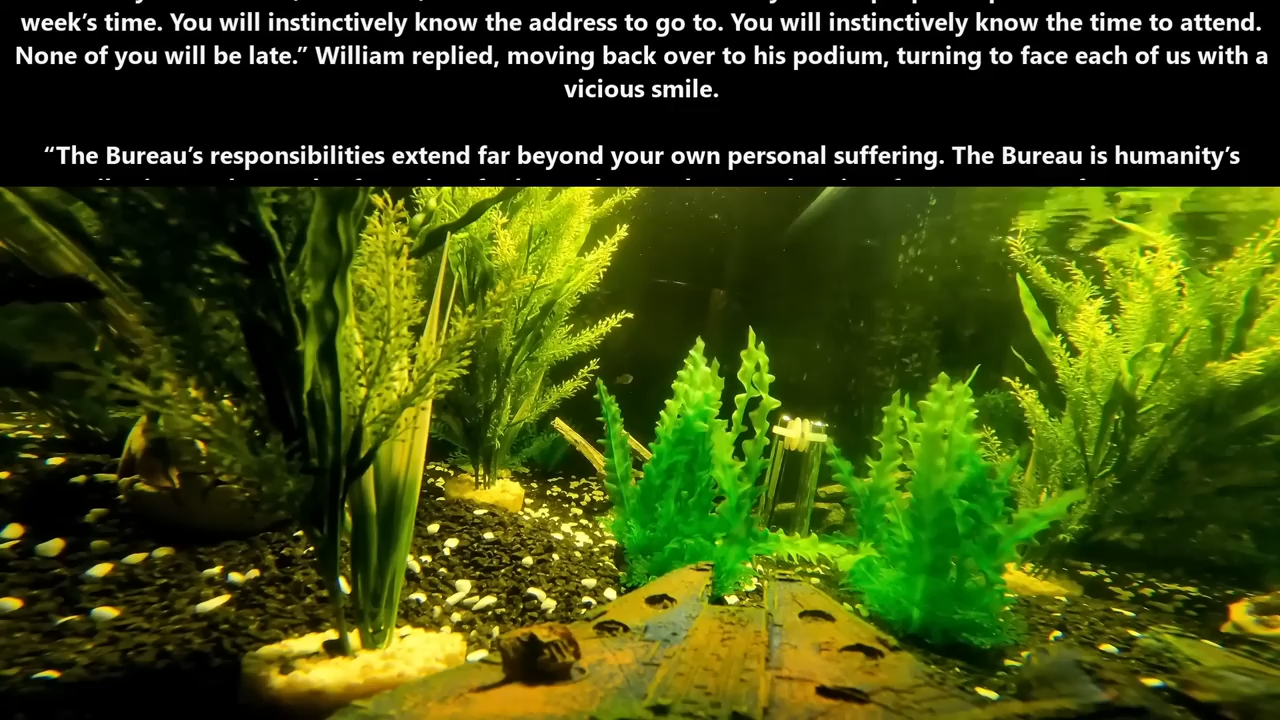 week’s time. You will instinctively know the address to go to. You will instinctively know the time to attend.
None of you will be late.” William replied, moving back over to his podium, turning to face each of us with a
vicious smile.
“The Bureau’s responsibilities extend far beyond your own personal suffering. The Bureau is humanity’s